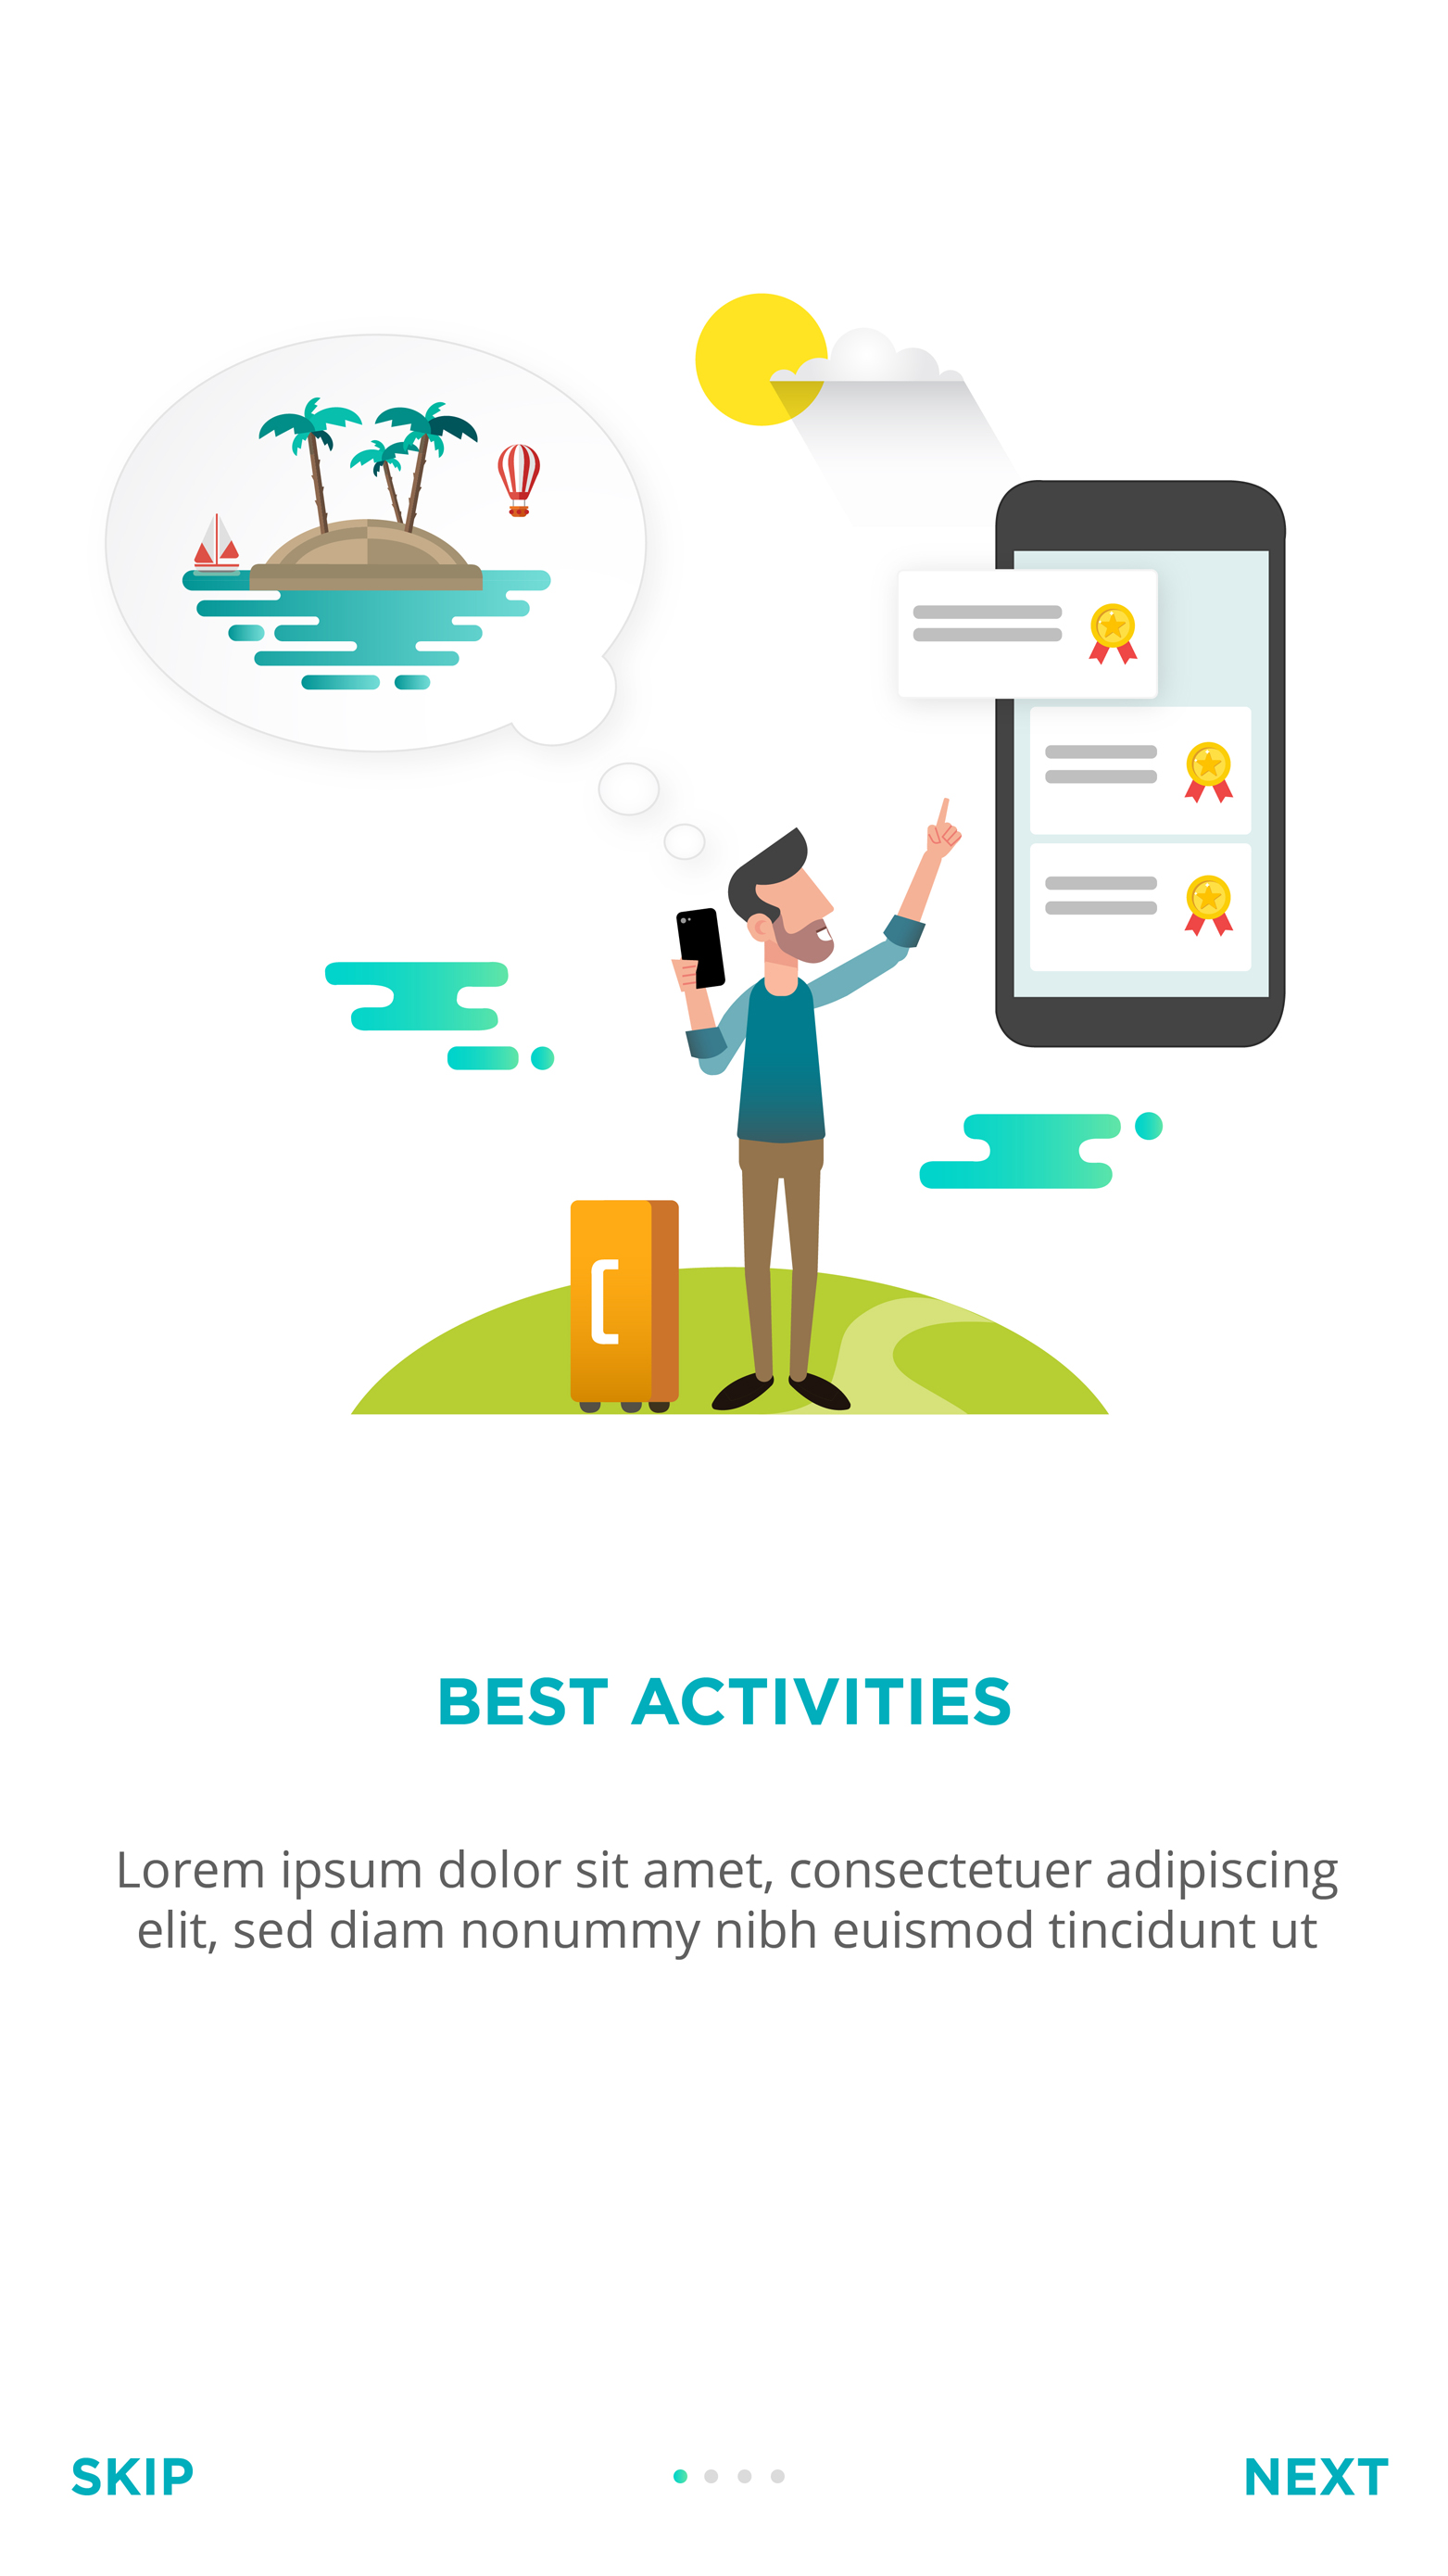 BEST ACTIVITIES
Lorem ipsum dolor sit amet, consectetuer adipiscing
elit, sed diam nonummy nibh euismod tincidunt ut
SKIP
NEXT